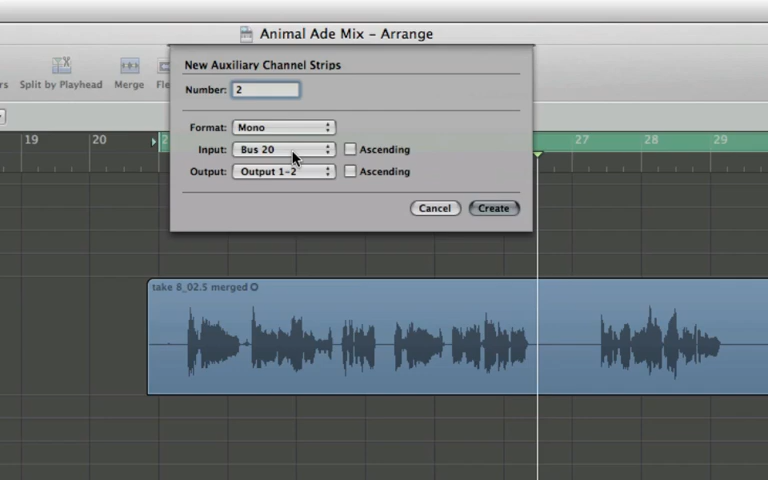 Animal Ade Mix – Arrange
New Auxiliary Channel Strips
Number: 2
Split by Playhead Merge
Format: Mono
Input: Bus 20 Ascending
Output: Output 1-2 Ascending
19 20 27 28 29
Cancel Create
take 8_02.5 merged